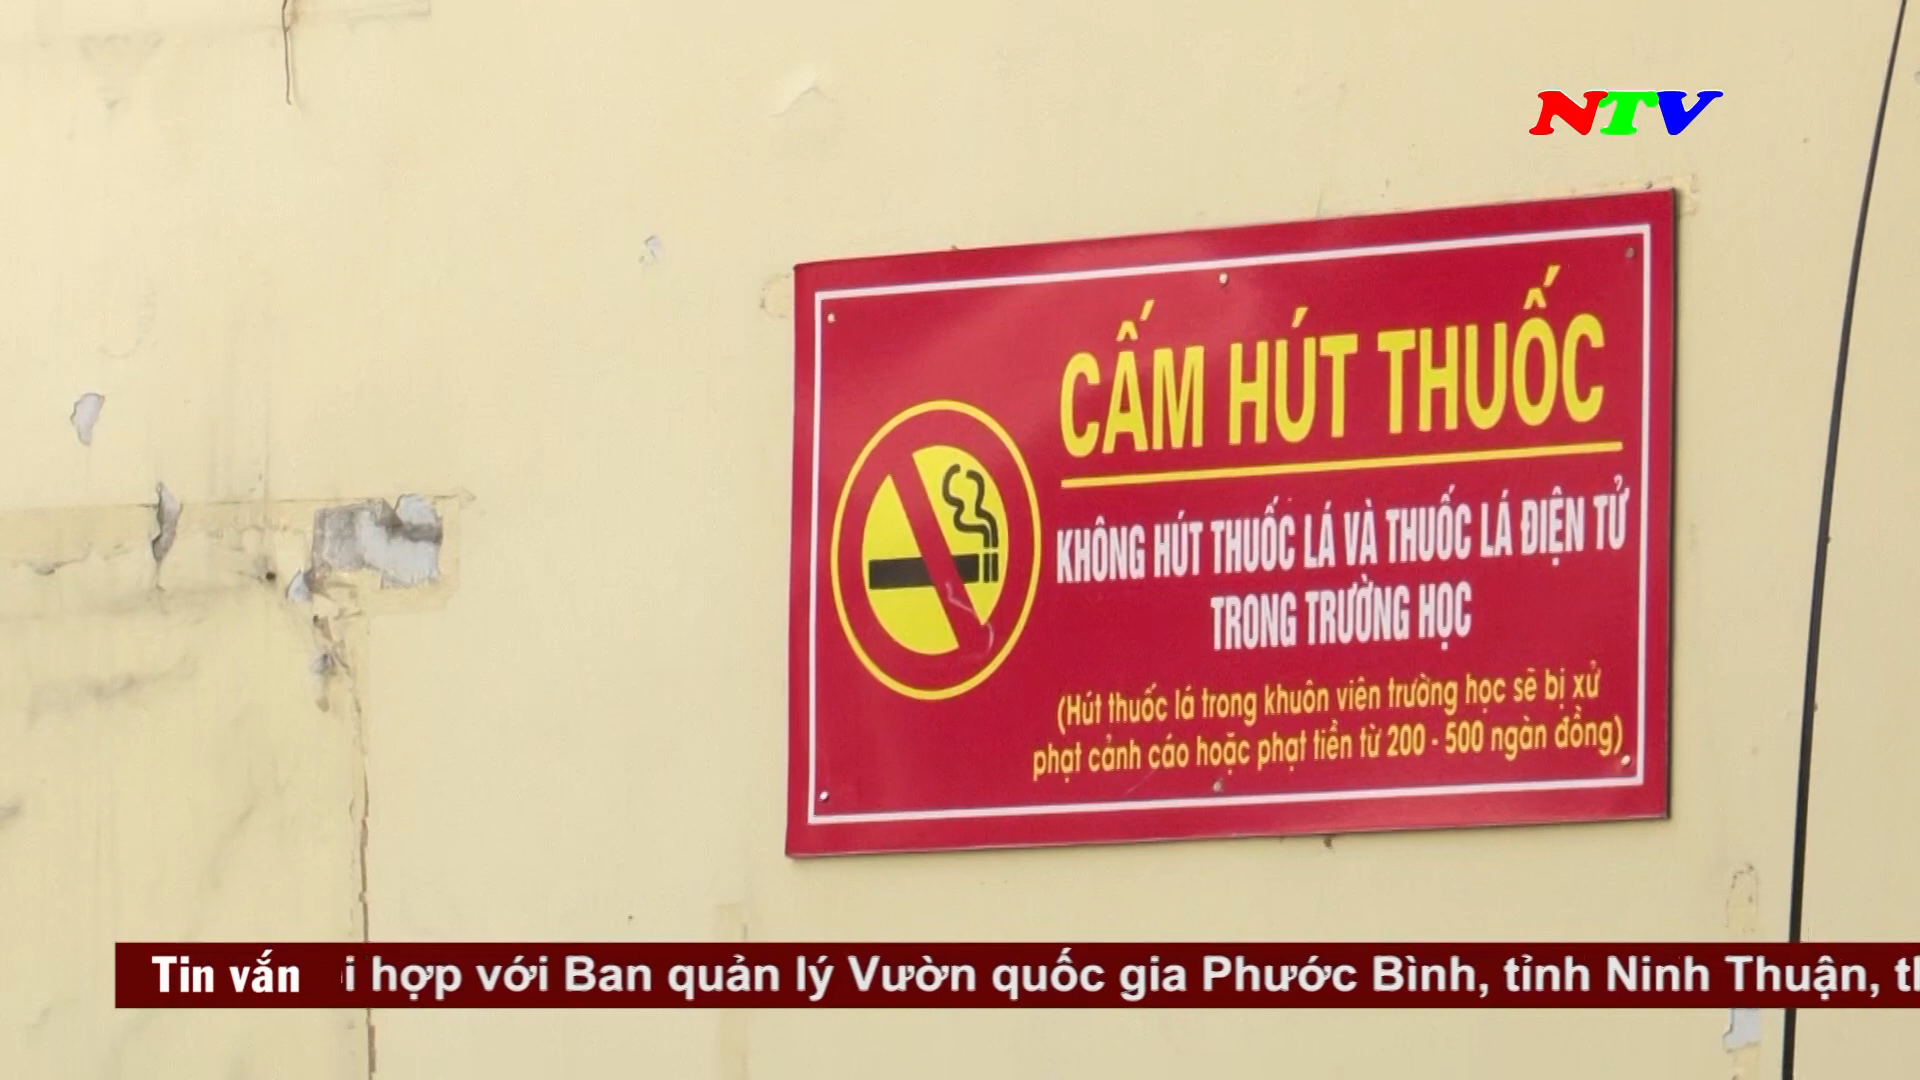 NTV
CẤM HÚT THUỐC
KHÔNG HÚT THUỐC LÁ VÀ THUỐC LÁ ĐIỆN TỬ
TRONG TRƯỜNG HỌC
(Hút thuốc lá trong khuôn viên trường học sẽ bị xử
phạt cảnh cáo hoặc phạt tiền từ 200 - 500 ngàn đồng)
Tin vắn hợp với Ban quản lý Vườn quốc gia Phước Bình, tỉnh Ninh Thuận,